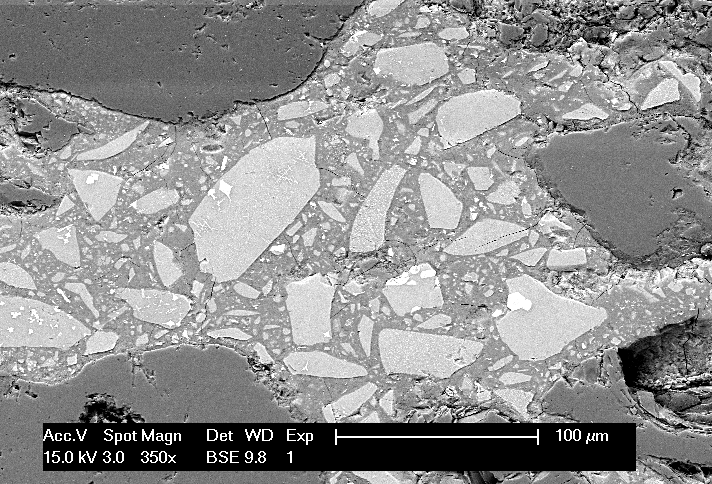 Acc.V Spot Magn Det WD Exp 100 µm
15.0 kV 3.0 350x BSE 9.8 1